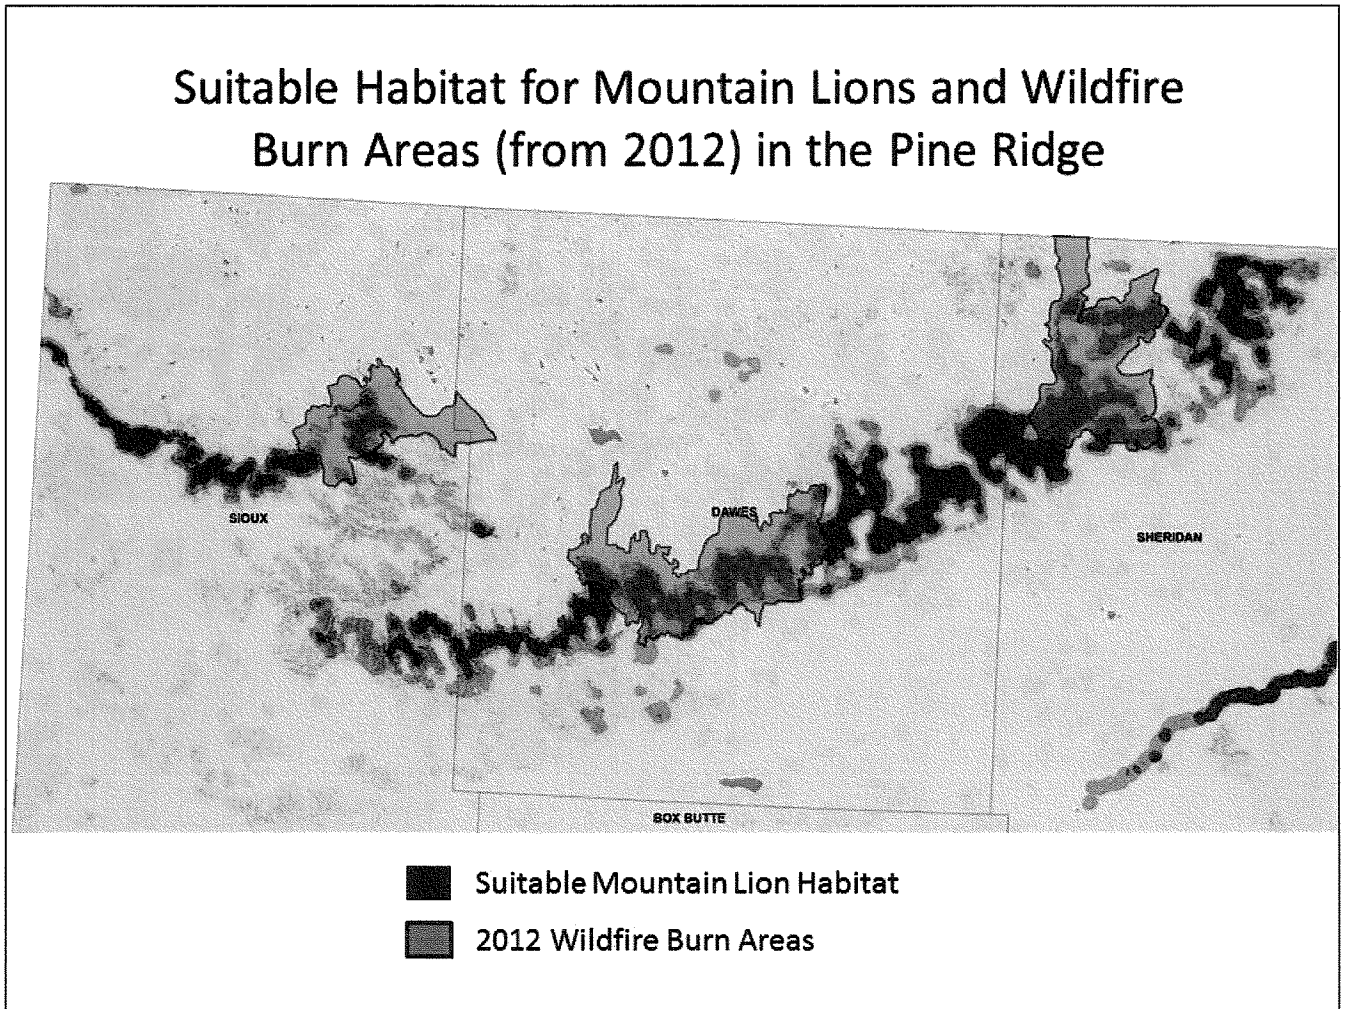 Suitable Habitat for Mountain Lions and Wildfire
Burn Areas (from 2012) in the Pine Ridge
DAWES
SIOUX
SHERIDAN
BOX BUTTE
Suitable Mountain Lion Habitat
2012 Wildfire Burn Areas